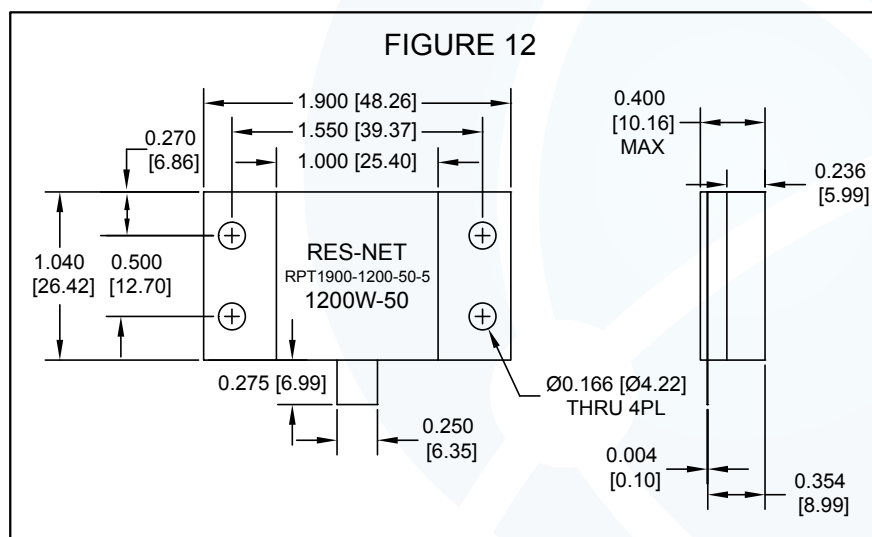 FIGURE 12
1.900 [48.26]
1.550 [39.37]
1.000 [25.40]
0.270
[6.86]
0.400
[10.16]
MAX
0.236
[5.99]
1.040
[26.42]
0.500
[12.70]
RES-NET
RPT1900-1200-50-5
1200W-50
0.275 [6.99]
0.250
[6.35]
Ø0.166 [Ø4.22]
THRU 4PL
0.004
[0.10]
0.354
[8.99]